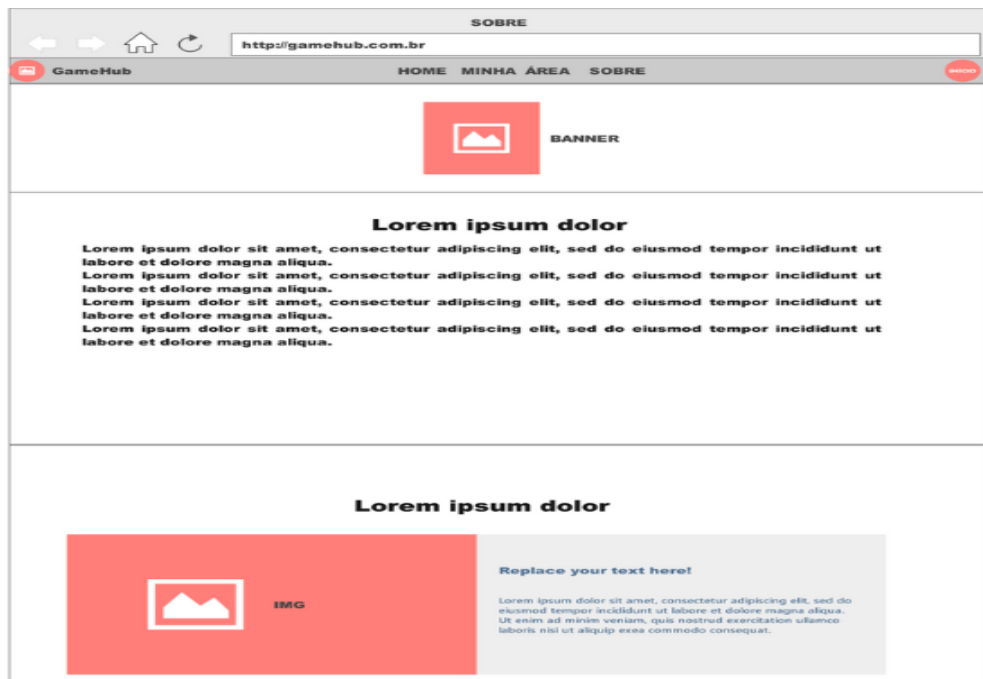 SOBRE
http://gamehub.com.br
GameHub HOME MINHA ÁREA SOBRE INÍCIO
BANNER
Lorem ipsum dolor
Lorem ipsum dolor sit amet, consectetur adipiscing elit, sed do eiusmod tempor incididunt ut
labore et dolore magna aliqua.
Lorem ipsum dolor sit amet, consectetur adipiscing elit, sed do eiusmod tempor incididunt ut
labore et dolore magna aliqua.
Lorem ipsum dolor sit amet, consectetur adipiscing elit, sed do eiusmod tempor incididunt ut
labore et dolore magna aliqua.
Lorem ipsum dolor sit amet, consectetur adipiscing elit, sed do eiusmod tempor incididunt ut
labore et dolore magna aliqua.
Lorem ipsum dolor
IMG
Replace your text here!
Lorem ipsum dolor sit amet, consectetur adipiscing elit, sed do
eiusmod tempor incididunt ut labore et dolore magna aliqua.
Ut enim ad minim veniam, quis nostrud exercitation ullamco
laboris nisi ut aliquip exea commodo consequat.